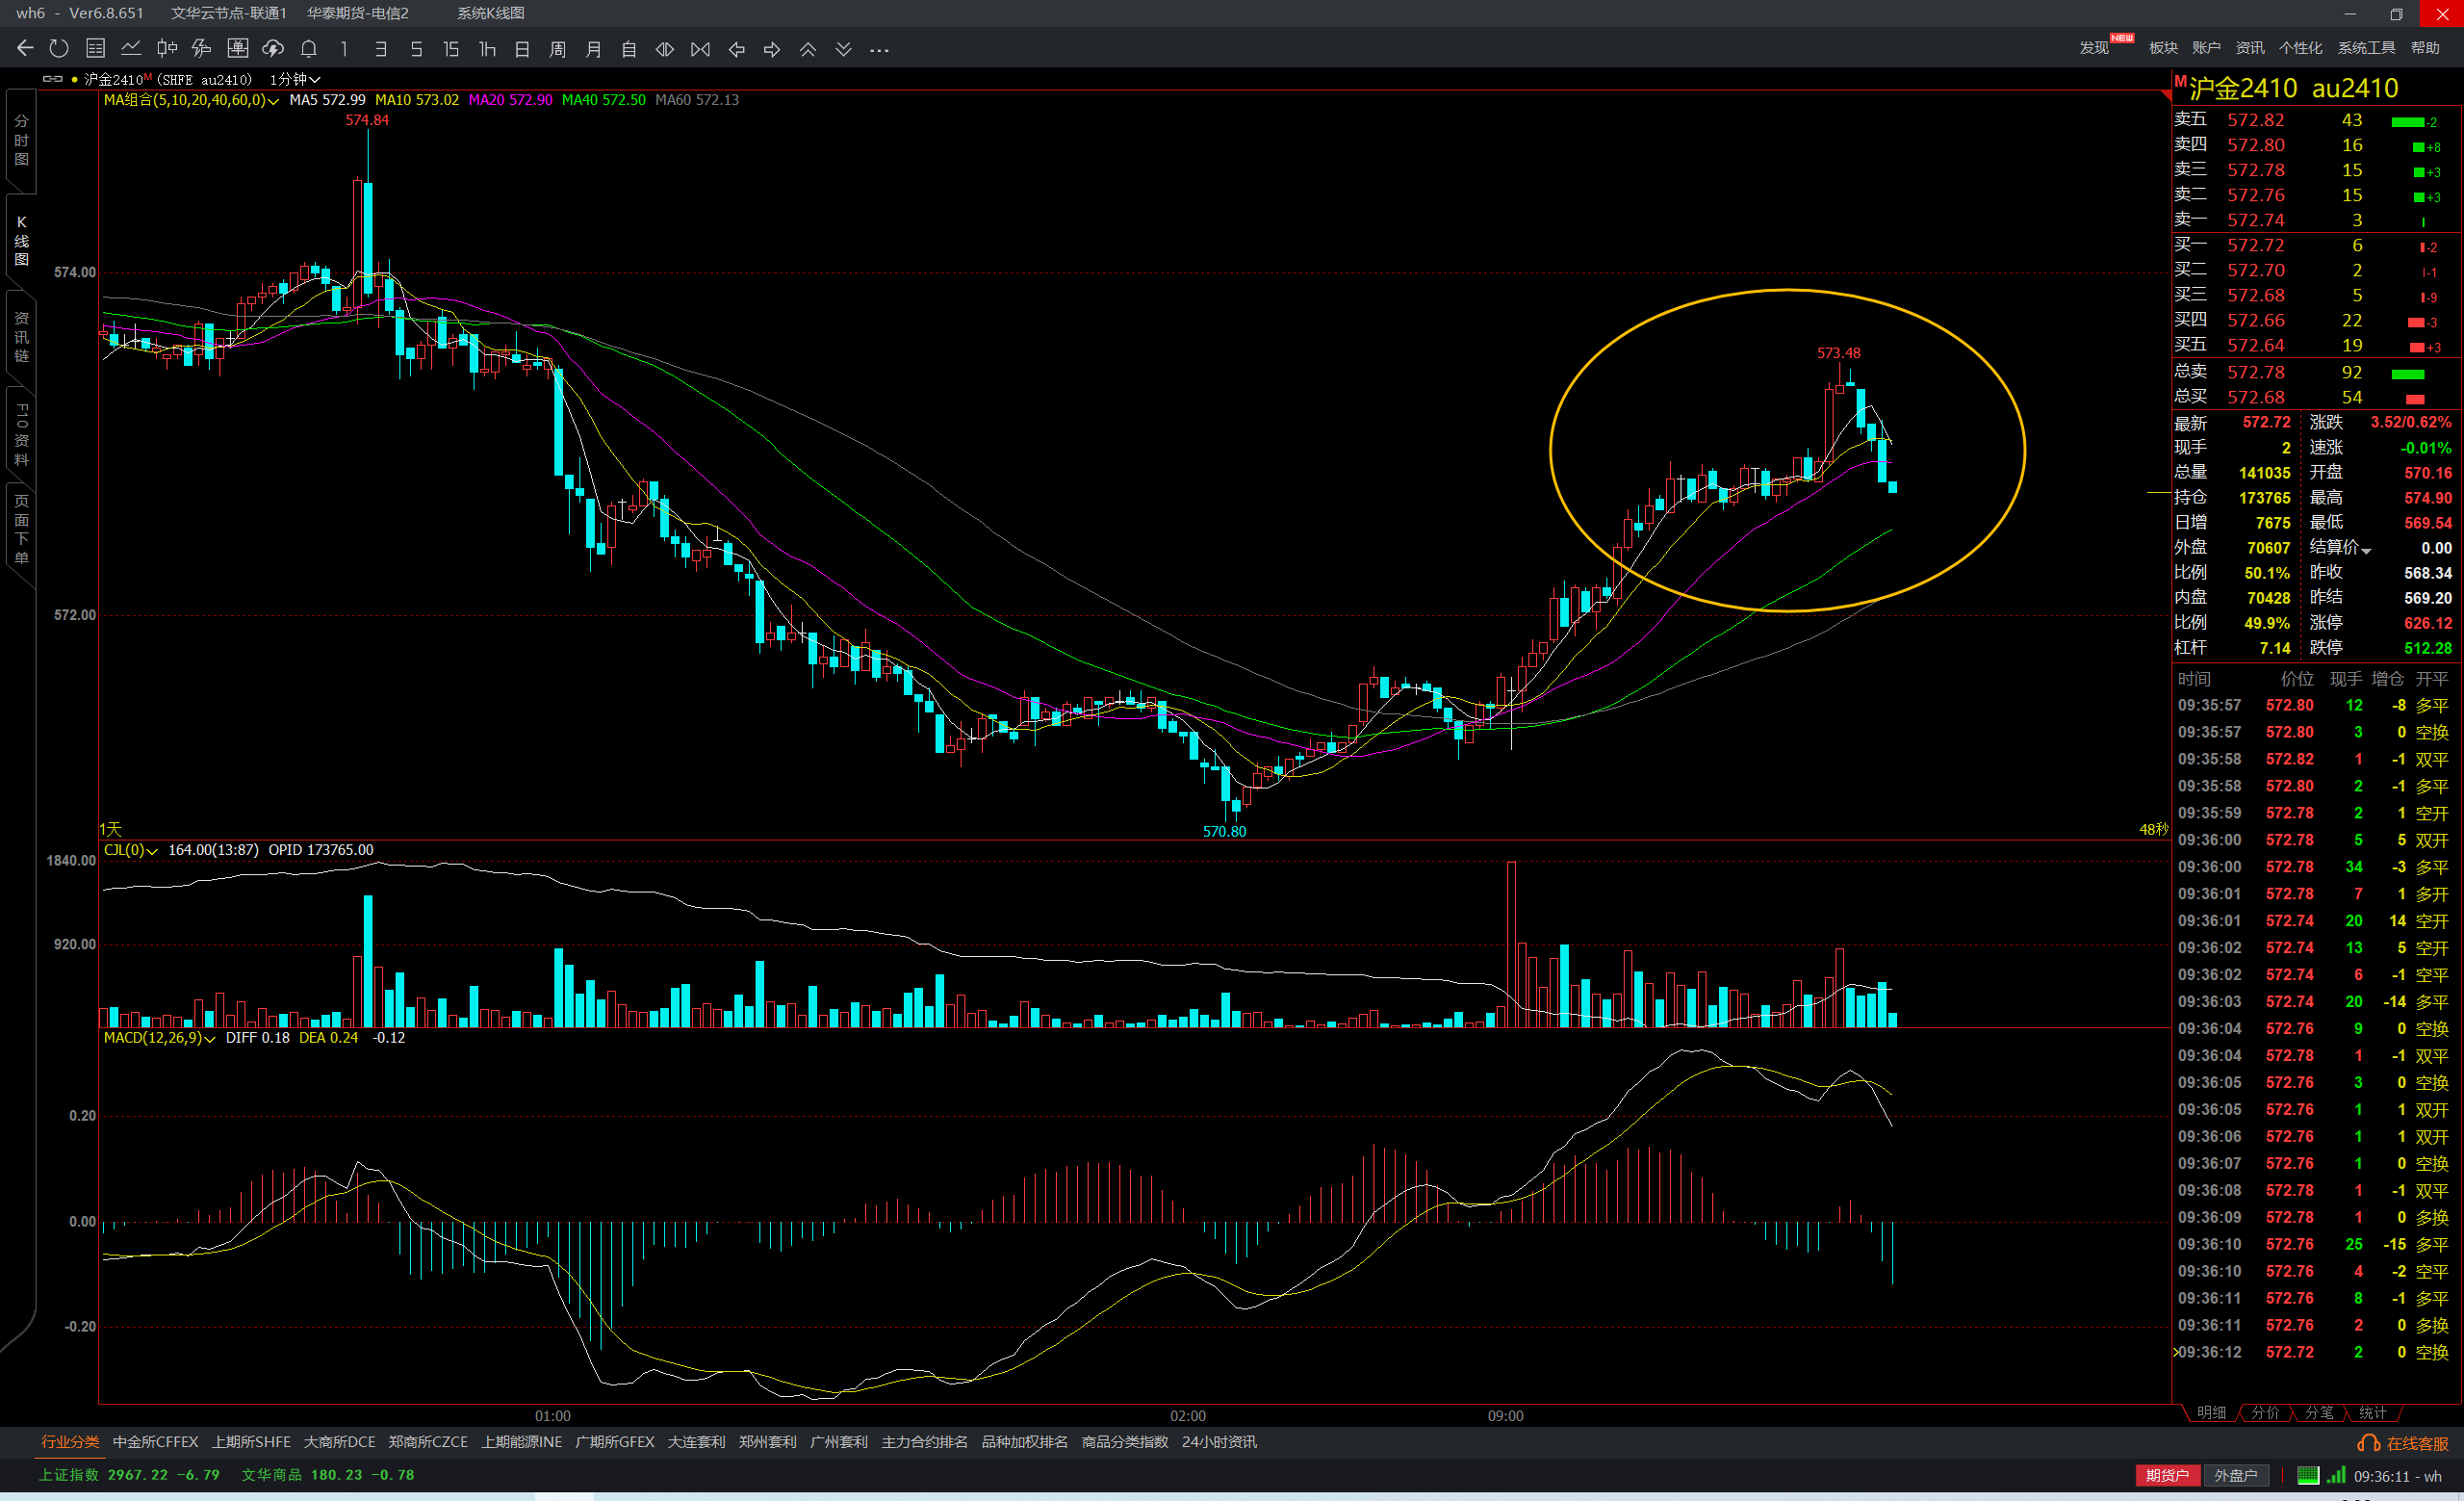 wh6 - Ver6.8.651 文华云节点-联通1 华泰期货-电信2 系统K线图
1 3 5 15 1h 日 周 月 自 ...
发现 NEW 板块 账户 资讯 个性化 系统工具 帮助
沪金2410M (SHFE au2410) 1分钟
MA组合(5,10,20,40,60,0) MA5 572.99 MA10 573.02 MA20 572.90 MA40 572.50 MA60 572.13
分时图
K线图
资讯链
F10资料
页面下单
574.84
574.00
573.48
572.00
570.80
1天
48秒
CJL(0) 164.00(13:87) OPID 173765.00
1840.00
920.00
MACD(12,26,9) DIFF 0.18 DEA 0.24 -0.12
0.20
0.00
-0.20
01:00 02:00 09:00
M 沪金2410 au2410
卖五 572.82 43 -2
卖四 572.80 16 +8
卖三 572.78 15 +3
卖二 572.76 15 +3
卖一 572.74 3
买一 572.72 6 -2
买二 572.70 2 -1
买三 572.68 5 -9
买四 572.66 22 -3
买五 572.64 19 +3
总卖 572.78 92
总买 572.68 54
最新 572.72 涨跌 3.52/0.62%
现手 2 速涨 -0.01%
总量 141035 开盘 570.16
持仓 173765 最高 574.90
日增 7675 最低 569.54
外盘 70607 结算价 0.00
比例 50.1% 昨收 568.34
内盘 70428 昨结 569.20
比例 49.9% 涨停 626.12
杠杆 7.14 跌停 512.28
时间 价位 现手 增仓 开平
09:35:57 572.80 12 -8 多平
09:35:57 572.80 3 0 空换
09:35:58 572.82 1 -1 双平
09:35:58 572.80 2 -1 多平
09:35:59 572.78 2 1 空开
09:36:00 572.78 5 5 双开
09:36:00 572.78 34 -3 多平
09:36:01 572.78 7 1 多开
09:36:01 572.74 20 14 空开
09:36:02 572.74 13 5 空开
09:36:02 572.74 6 -1 空平
09:36:03 572.74 20 -14 多平
09:36:04 572.76 9 0 空换
09:36:04 572.78 1 -1 双平
09:36:05 572.76 3 0 空换
09:36:05 572.76 1 1 双开
09:36:06 572.76 1 1 双开
09:36:07 572.76 1 0 空换
09:36:08 572.78 1 -1 双平
09:36:09 572.78 1 0 多换
09:36:10 572.76 25 -15 多平
09:36:10 572.76 4 -2 空平
09:36:11 572.76 8 -1 多平
09:36:11 572.76 2 0 多换
09:36:12 572.72 2 0 空换
明细 分价 分笔 统计
行业分类 中金所CFFEX 上期所SHFE 大商所DCE 郑商所CZCE 上期能源INE 广期所GFEX 大连套利 郑州套利 广州套利 主力合约排名 品种加权排名 商品分类指数 24小时资讯
在线客服
上证指数 2967.22 -6.79 文华商品 180.23 -0.78
期货户 外盘户 09:36:11 - wh